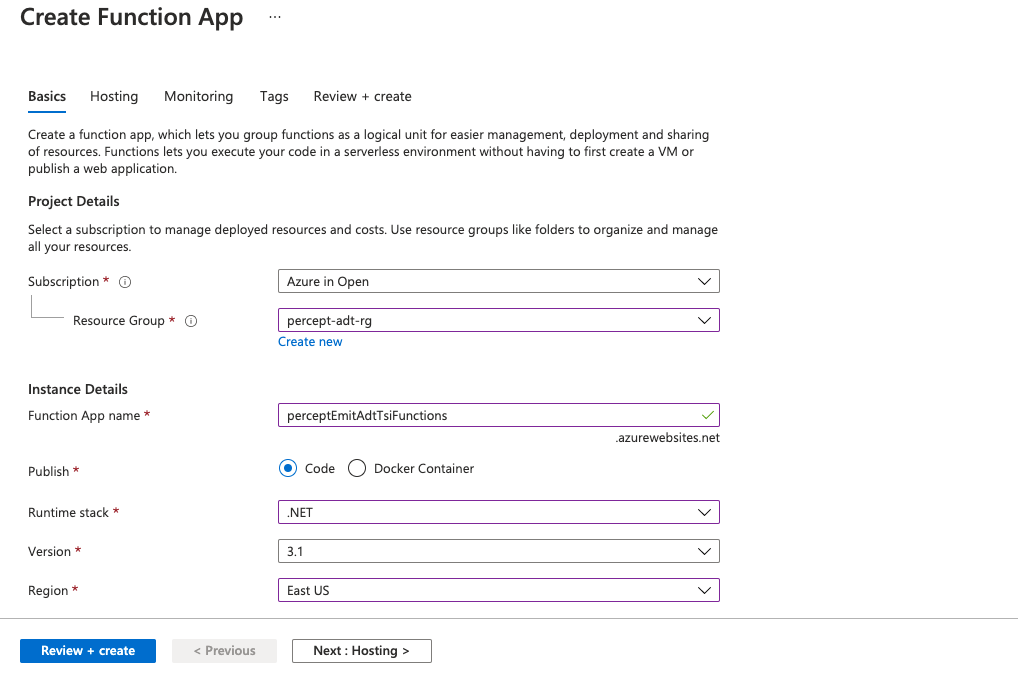 Create Function App ...
Basics Hosting Monitoring Tags Review + create
Create a function app, which lets you group functions as a logical unit for easier management, deployment and sharing
of resources. Functions lets you execute your code in a serverless environment without having to first create a VM or
publish a web application.
Project Details
Select a subscription to manage deployed resources and costs. Use resource groups like folders to organize and manage
all your resources.
Subscription * Azure in Open
Resource Group * percept-adt-rg
Create new
Instance Details
Function App name * perceptEmitAdtTsiFunctions
.azurewebsites.net
Publish * Code Docker Container
Runtime stack * .NET
Version * 3.1
Region * East US
Review + create < Previous Next : Hosting >